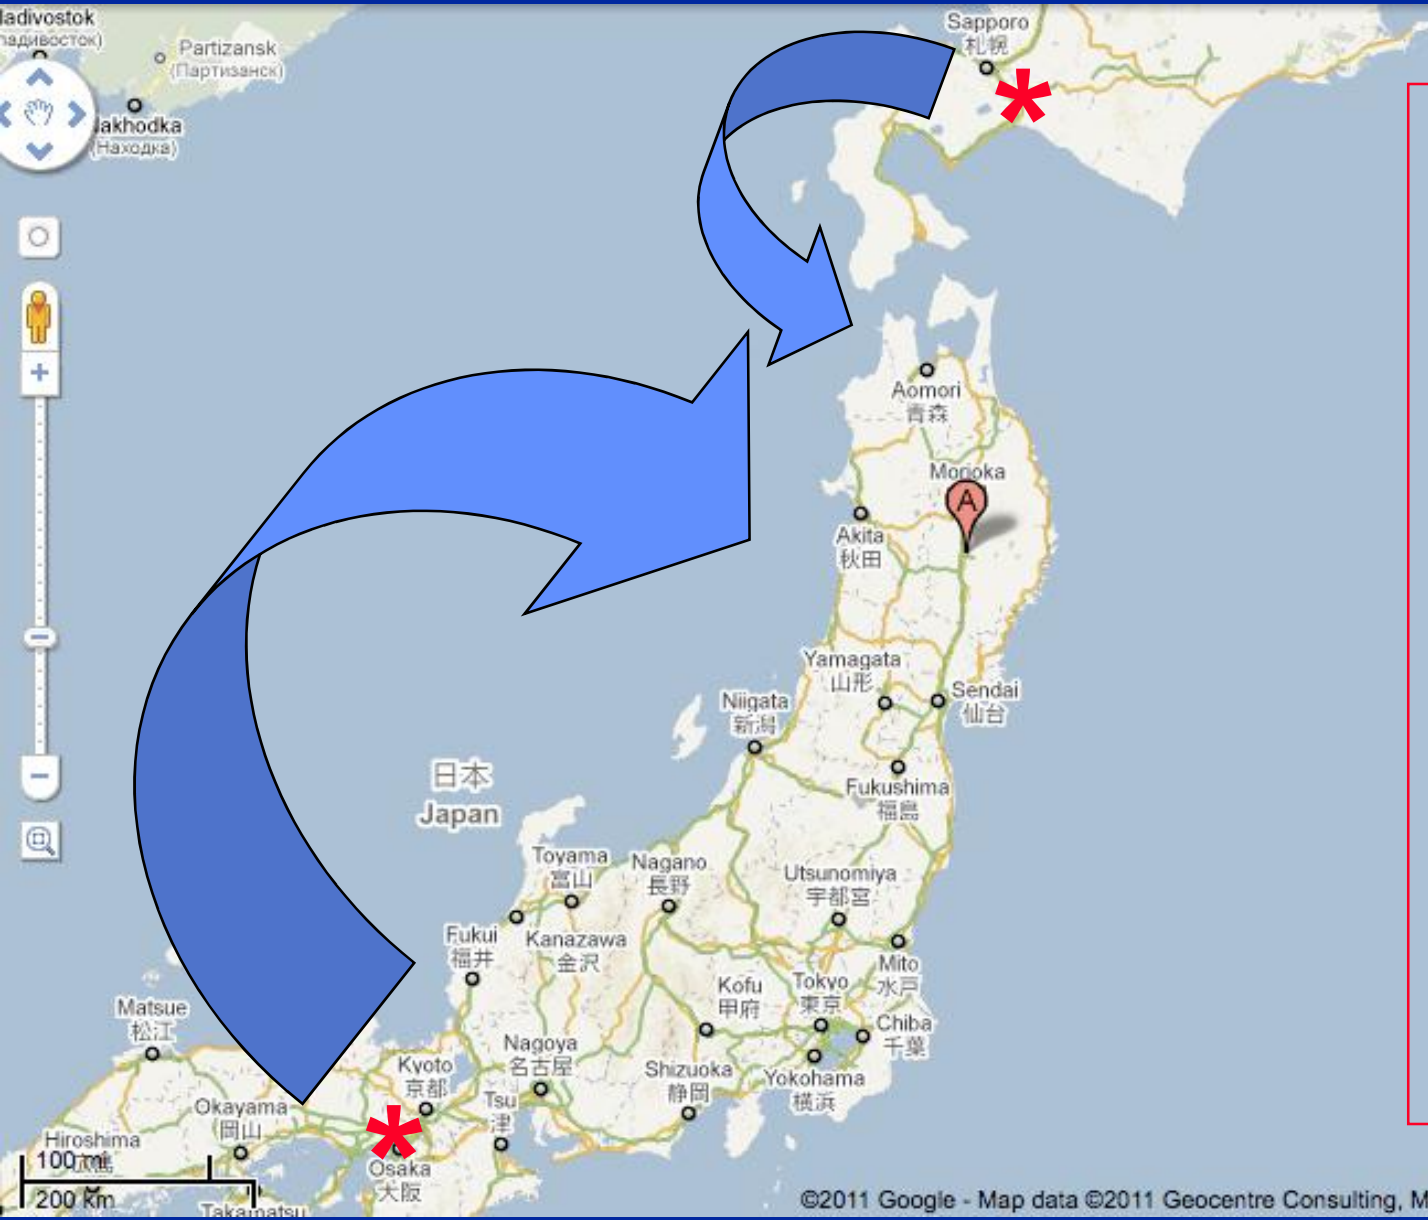 ladivostok
падивосток)
Partizansk
(Партизанск)
akhodka
(Находка)
Sapporo
札幌
Aomori
青森
Morioka
A
Akita
秋田
Yamagata
山形
Sendai
仙台
Niigata
新潟
Fukushima
福島
日本
Japan
Toyama
富山
Nagano
長野
Utsunomiya
宇都宮
Fukui
福井
Kanazawa
金沢
Mito
水戸
Kofu
甲府
Tokyo
東京
Matsue
松江
Chiba
千葉
Nagoya
名古屋
Kyoto
京都
Shizuoka
静岡
Yokohama
横浜
Tsu
津
Okayama
岡山
Hiroshima
100 mi
島
Osaka
大阪
200 km
Takamatsu
©2011 Google - Map data ©2011 Geocentre Consulting, M